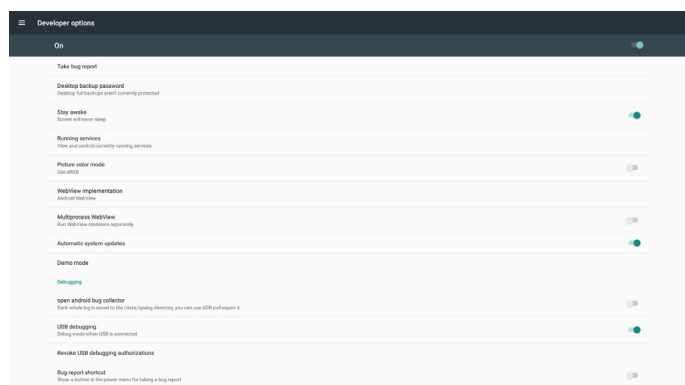 Developer options
On
Take bug report
Desktop backup password
Desktop full backups aren't currently protected
Stay awake
Screen will never sleep
Running services
View and control currently running services
Picture color mode
Use sRGB
WebView implementation
Android WebView
Multiprocess WebView
Run WebView renderers separately
Automatic system updates
Demo mode
Debugging
open android bug collector
Each whole log is saved to the /data/syslog directory, you can use ADB pull export it
USB debugging
Debug mode when USB is connected
Revoke USB debugging authorizations
Bug report shortcut
Show a button in the power menu for taking a bug report